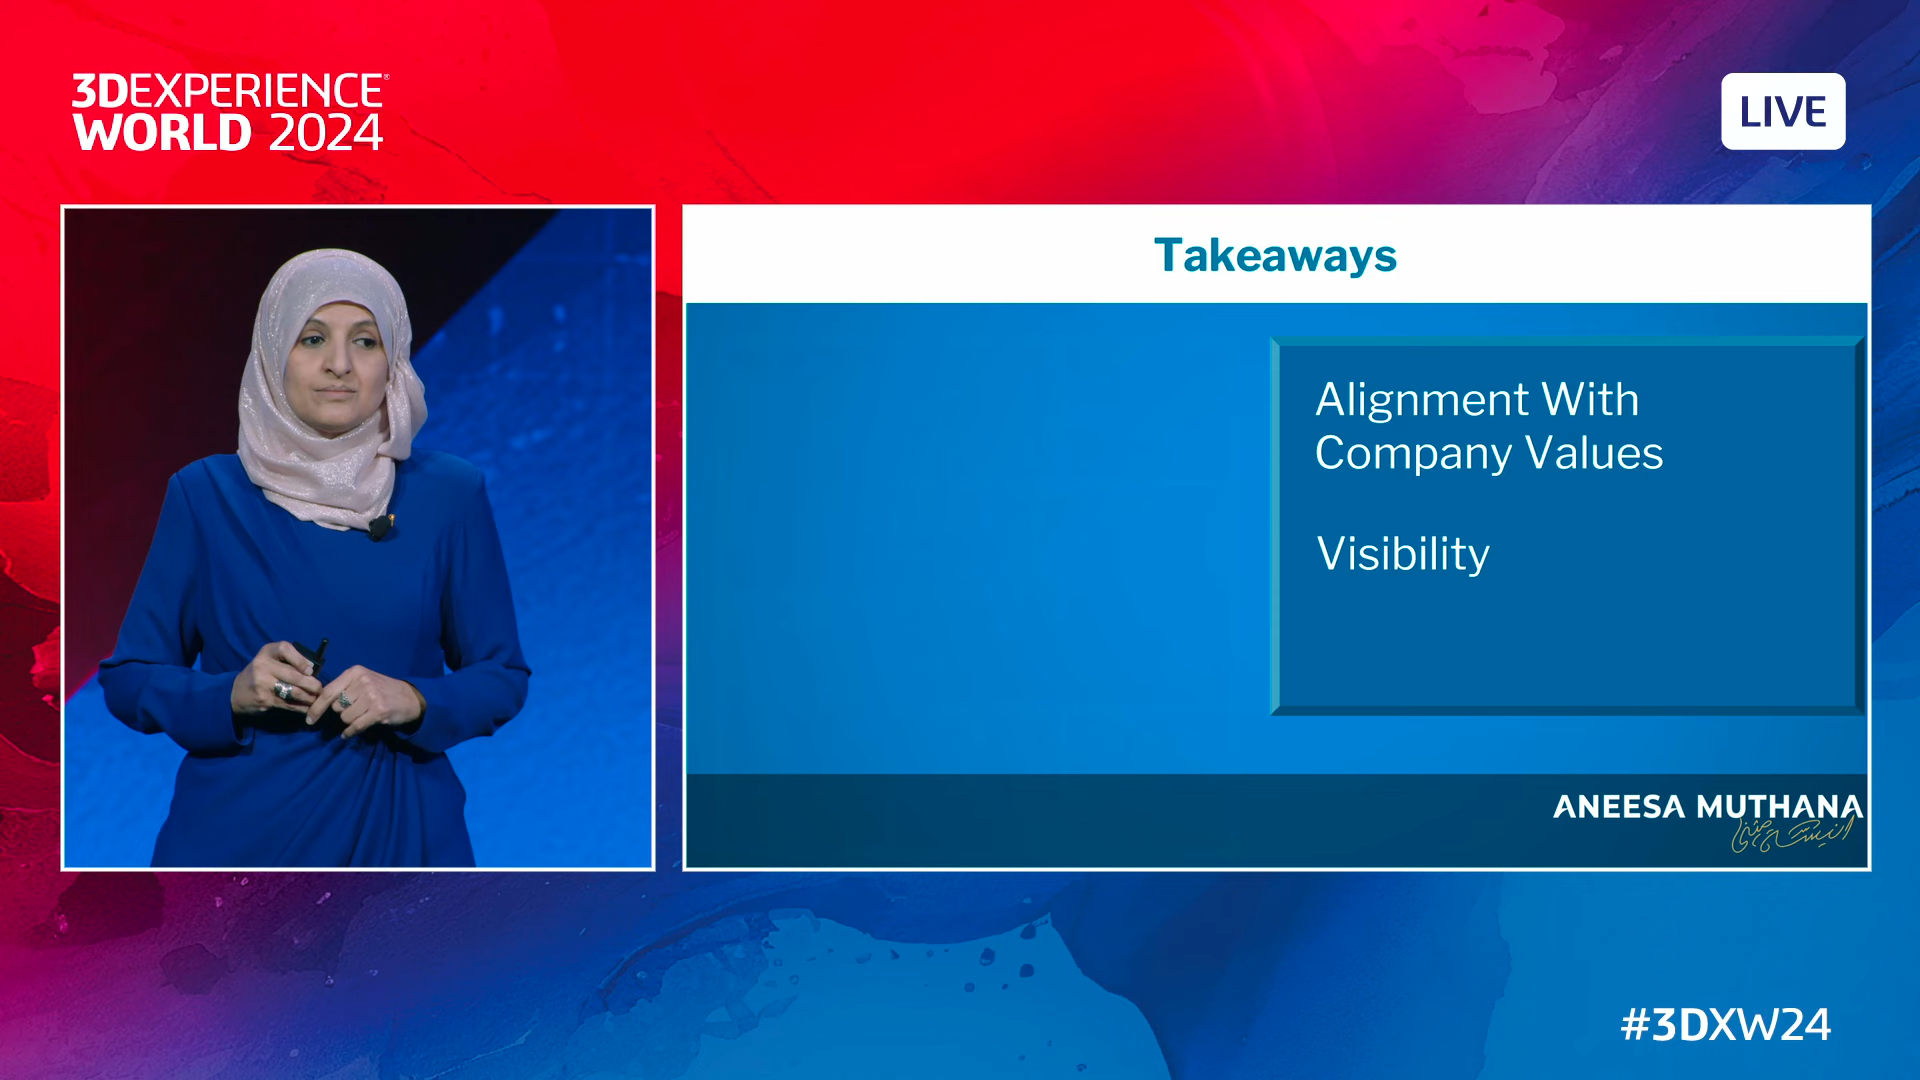 3DEXPERIENCE®
WORLD 2024
LIVE
Takeaways
Alignment With
Company Values
Visibility
ANEESA MUTHANA
#3DXW24